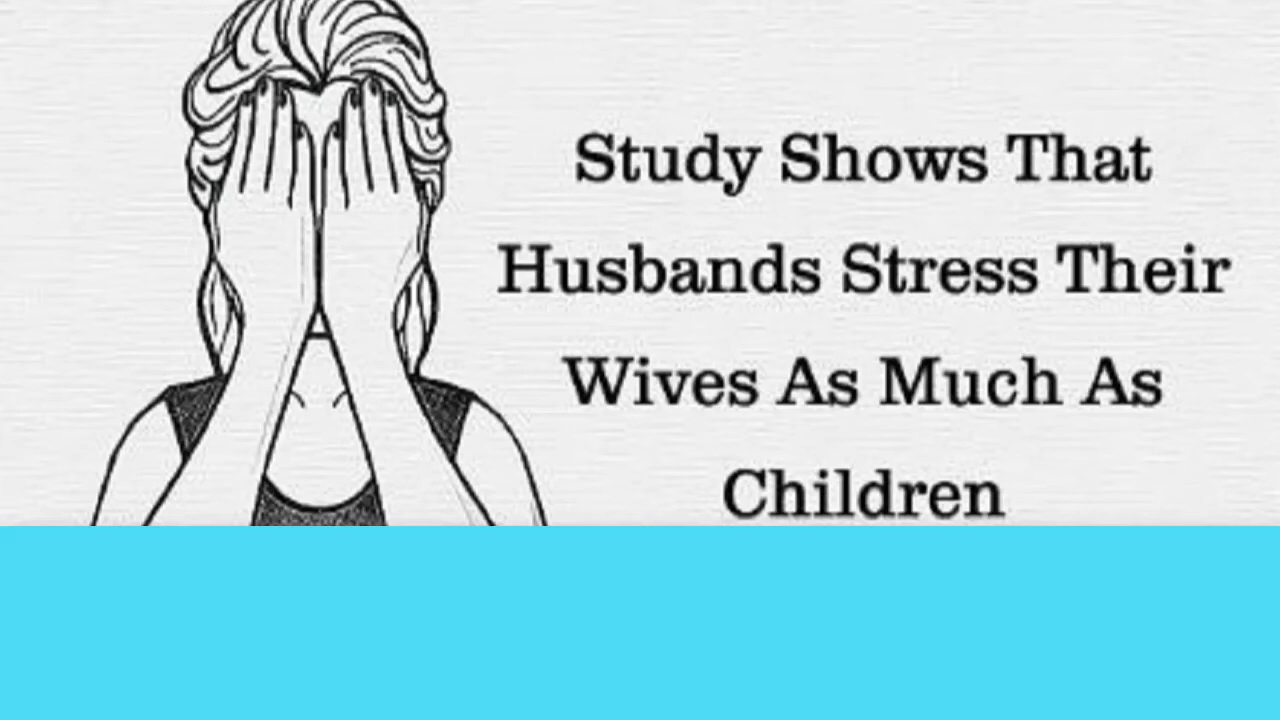 Study Shows That
Husbands Stress Their
Wives As Much As
Children